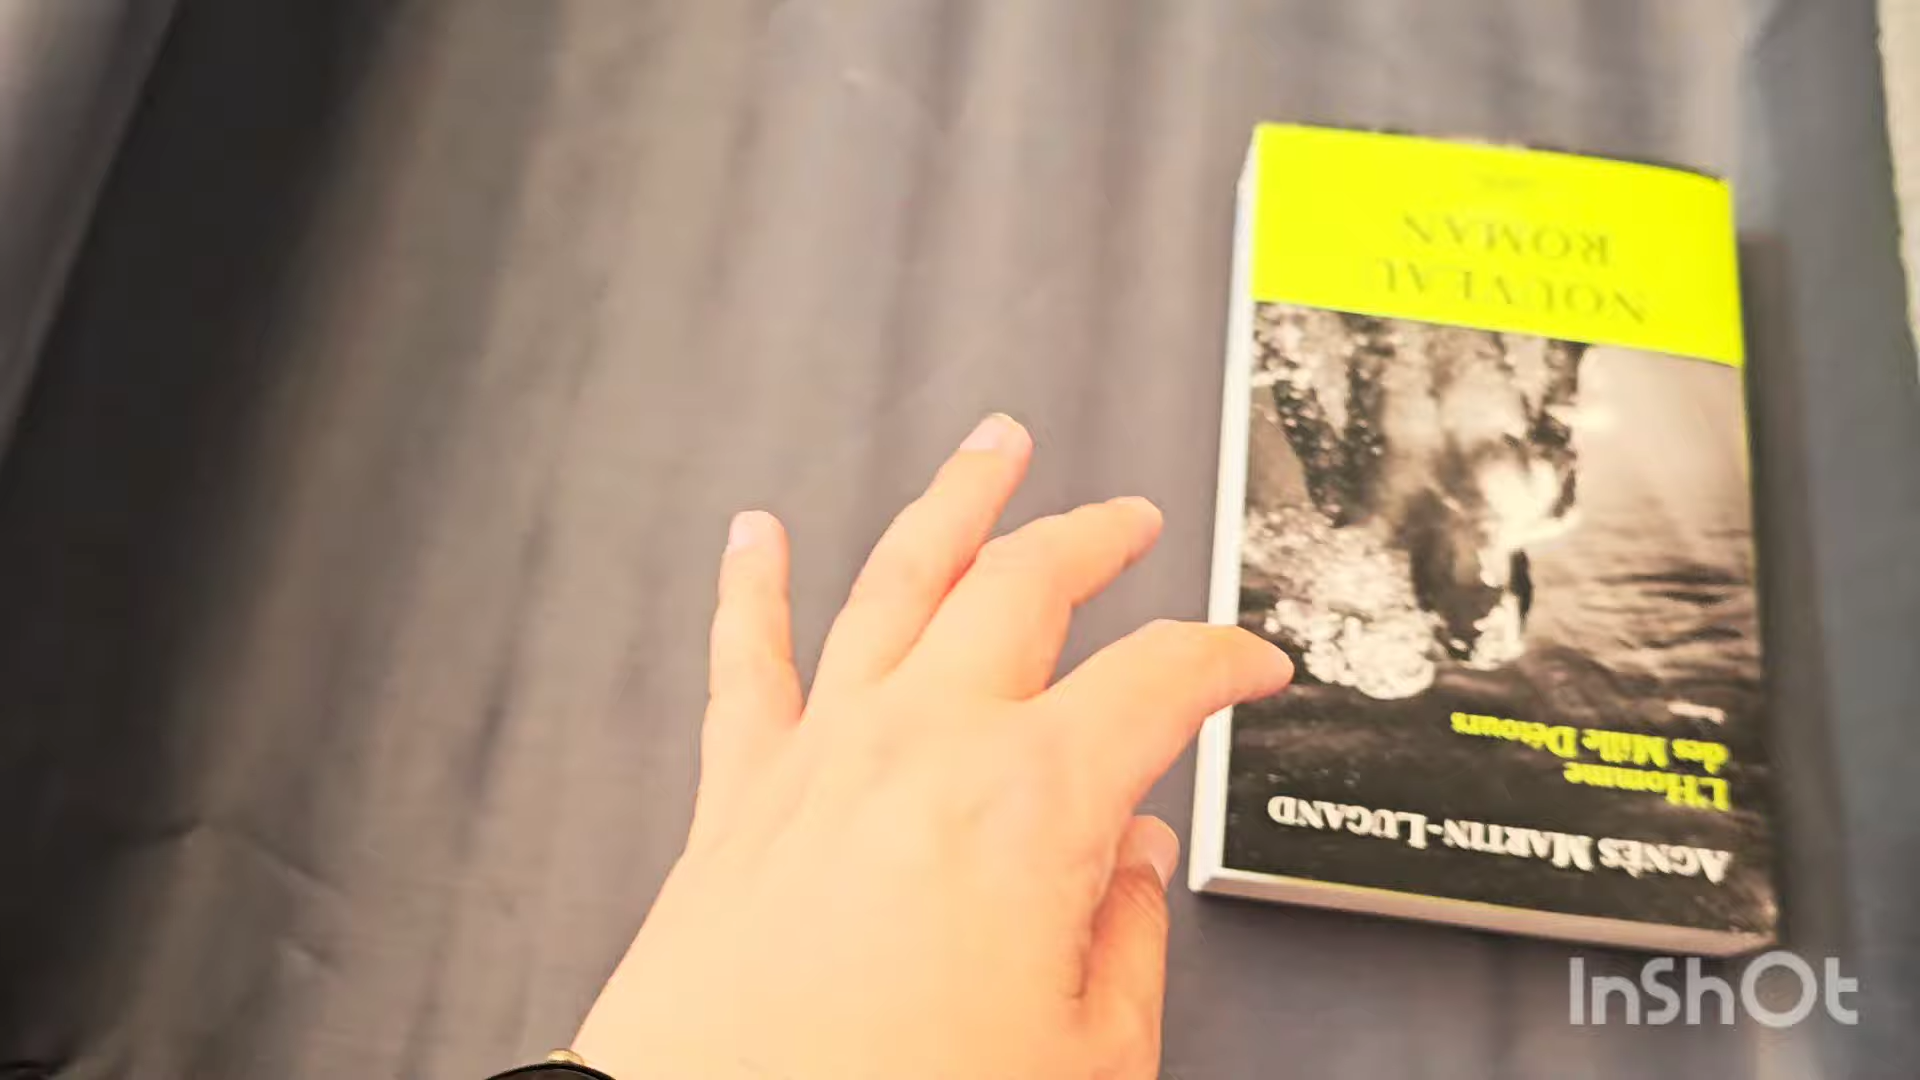 AGNÈS MARTIN-LUGAND
L'Homme
des Mille Détours
NOUVEAU
ROMAN
InShOt